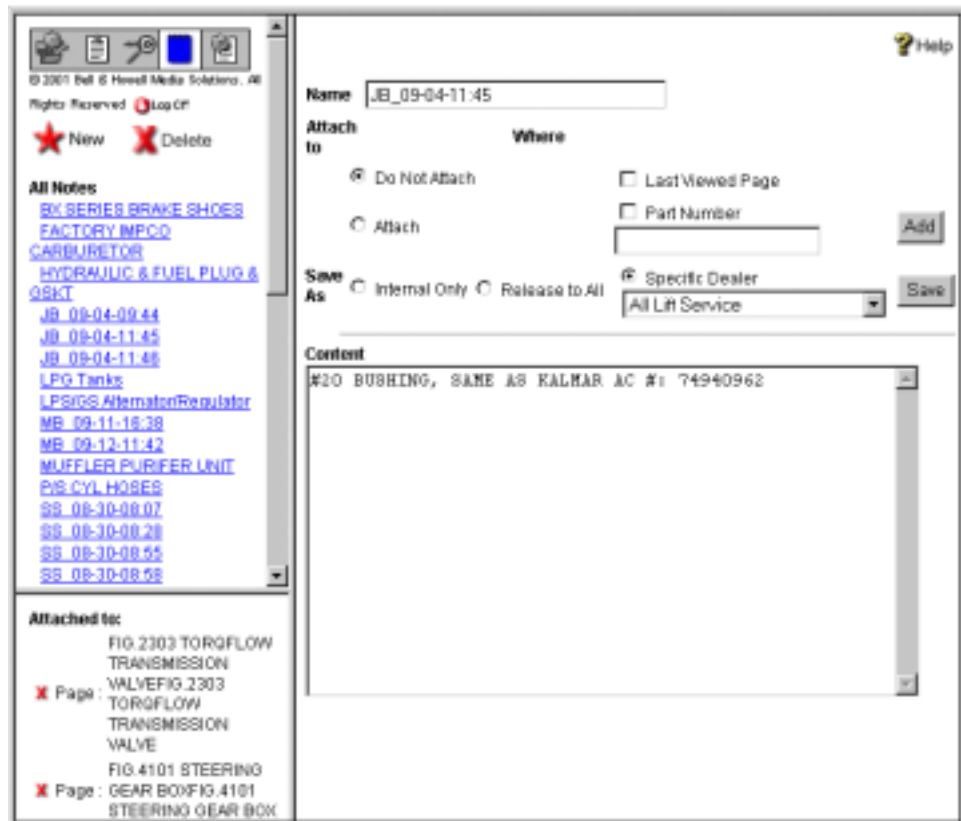 © 2001 Bell & Howell Media Solutions. All
Rights Reserved Log Off
New Delete
All Notes
BX SERIES BRAKE SHOES
FACTORY IMPCO
CARBURETOR
HYDRAULIC & FUEL PLUG &
GSKT
JB_09-04-09:44
JB_09-04-11:45
JB_09-04-11:46
LPG Tanks
LPS/GS Alternator/Regulator
MB_09-11-16:38
MB_09-12-11:42
MUFFLER PURIFER UNIT
P/S CYL HOSES
SS_08-30-08:07
SS_08-30-08:28
SS_08-30-08:55
SS_08-30-08:58
Attached to:
FIG.2303 TORQFLOW
TRANSMISSION
VALVEFIG.2303
Page :
TORQFLOW
TRANSMISSION
VALVE
FIG.4101 STEERING
Page : GEAR BOXFIG.4101
STEERING GEAR BOX
Help
Name JB_09-04-11:45
Attach
to
Where
Do Not Attach
Last Viewed Page
Attach
Part Number
Add
Save
As
Internal Only Release to All
Specific Dealer
All Lift Service
Save
Content
#20 BUSHING, SAME AS KALMAR AC #: 74940962